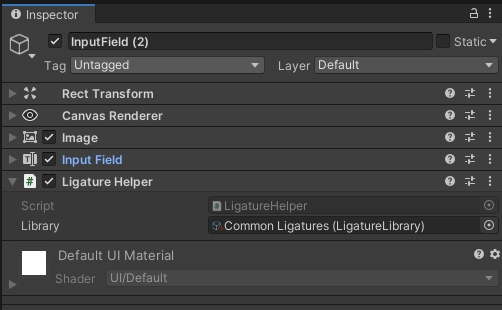 Inspector
InputField (2)
Static
Tag Untagged Layer Default
Rect Transform
Canvas Renderer
Image
Input Field
Ligature Helper
Script LigatureHelper
Library Common Ligatures (LigatureLibrary)
Default UI Material
Shader UI/Default